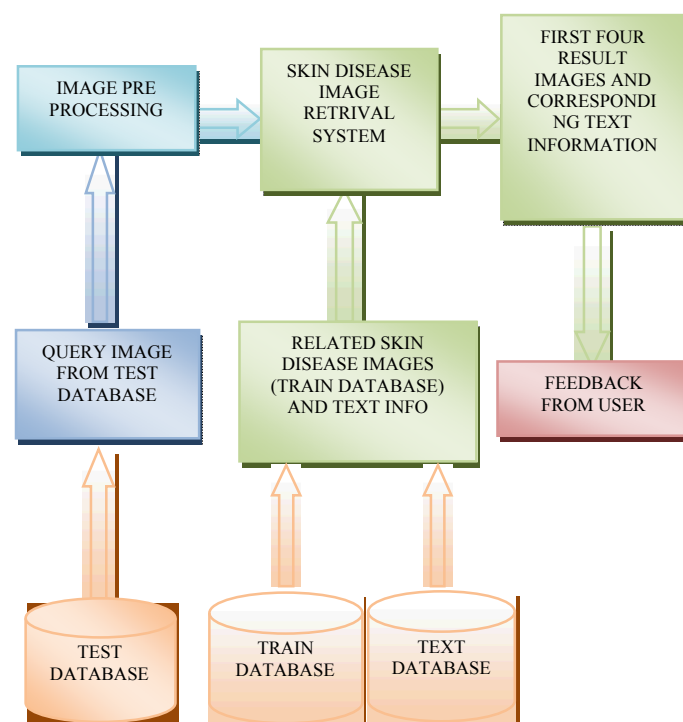 IMAGE PRE
PROCESSING
SKIN DISEASE
IMAGE
RETRIVAL
SYSTEM
FIRST FOUR
RESULT
IMAGES AND
CORRESPONDI
NG TEXT
INFORMATION
QUERY IMAGE
FROM TEST
DATABASE
RELATED SKIN
DISEASE IMAGES
(TRAIN DATABASE)
AND TEXT INFO
FEEDBACK
FROM USER
TEST
DATABASE
TRAIN
DATABASE
TEXT
DATABASE